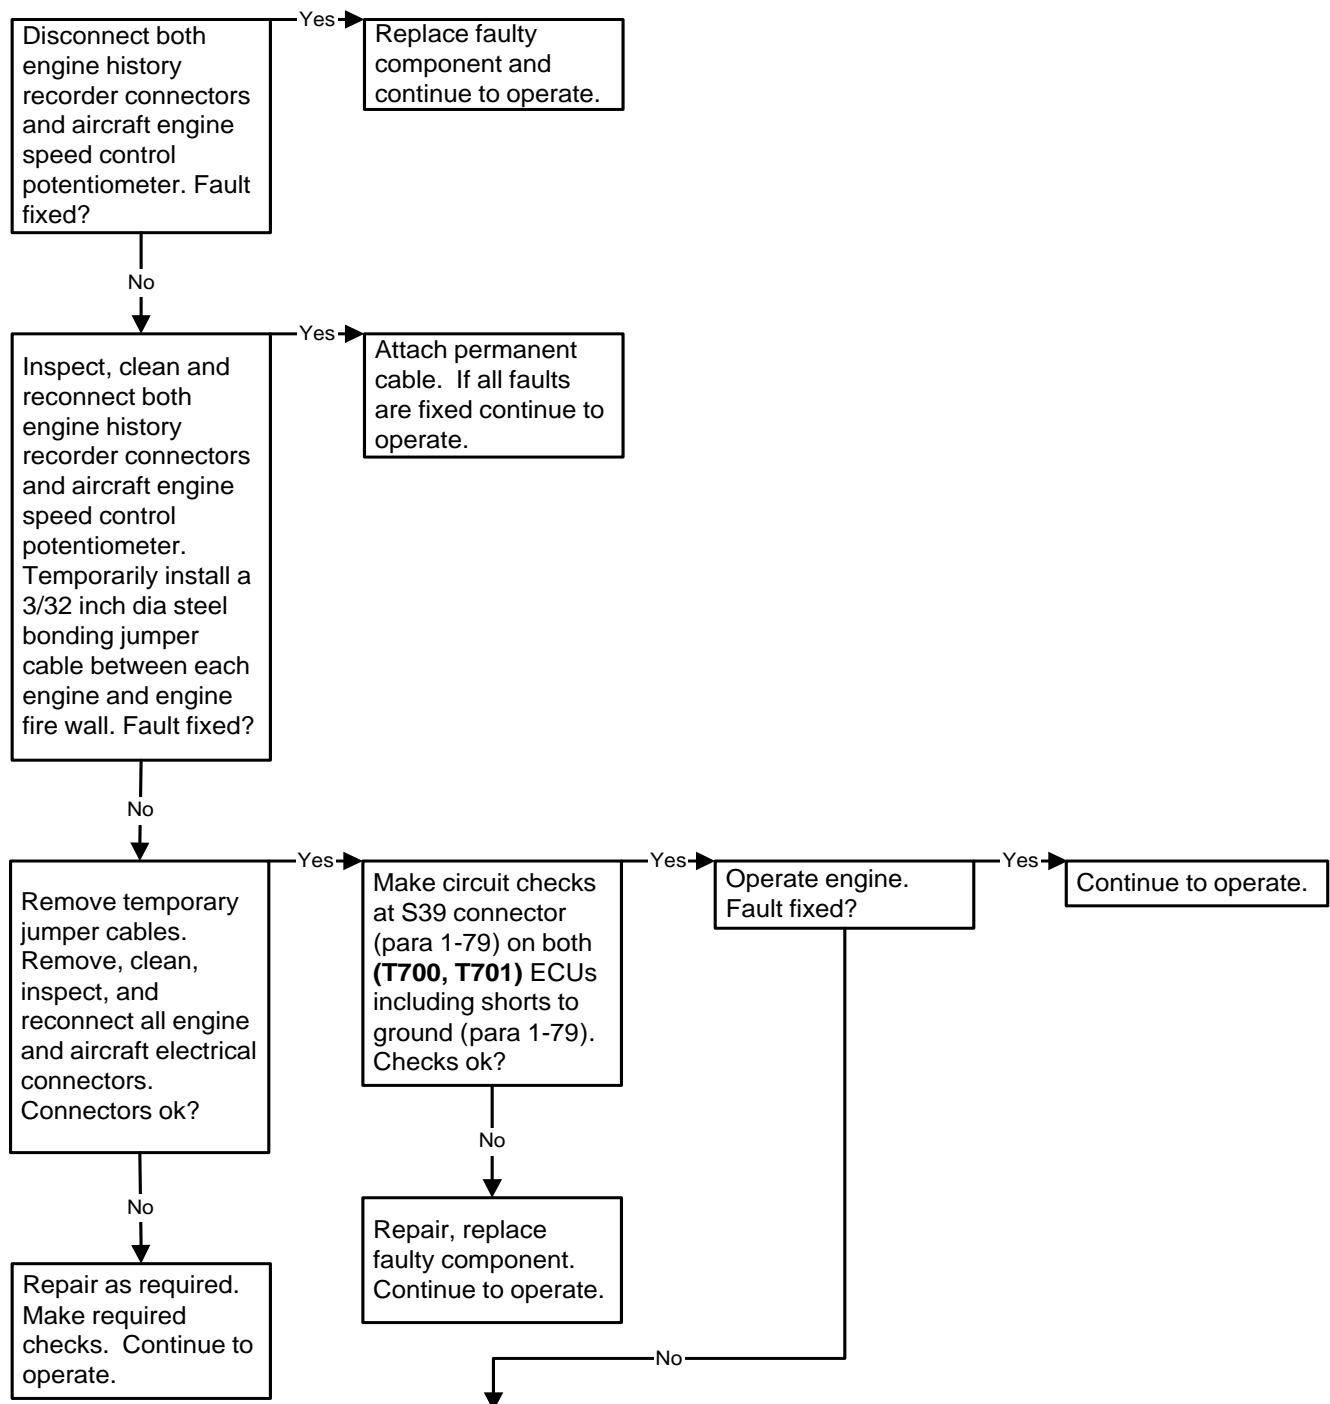 Disconnect both
engine history
recorder connectors
and aircraft engine
speed control
potentiometer. Fault
fixed?
Yes
Replace faulty
component and
continue to operate.
No
Inspect, clean and
reconnect both
engine history
recorder connectors
and aircraft engine
speed control
potentiometer.
Temporarily install a
3/32 inch dia steel
bonding jumper
cable between each
engine and engine
fire wall. Fault fixed?
Yes
Attach permanent
cable. If all faults
are fixed continue to
operate.
No
Remove temporary
jumper cables.
Remove, clean,
inspect, and
reconnect all engine
and aircraft electrical
connectors.
Connectors ok?
Yes
Make circuit checks
at S39 connector
(para 1-79) on both
(T700, T701) ECUs
including shorts to
ground (para 1-79).
Checks ok?
Yes
Operate engine.
Fault fixed?
Yes
Continue to operate.
No
Repair as required.
Make required
checks. Continue to
operate.
No
Repair, replace
faulty component.
Continue to operate.
No